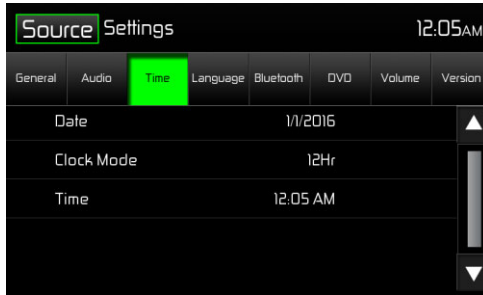 Source Settings 12:05AM
General Audio Time Language Bluetooth DVD Volume Version
Date 1/1/2016
Clock Mode 12Hr
Time 12:05 AM